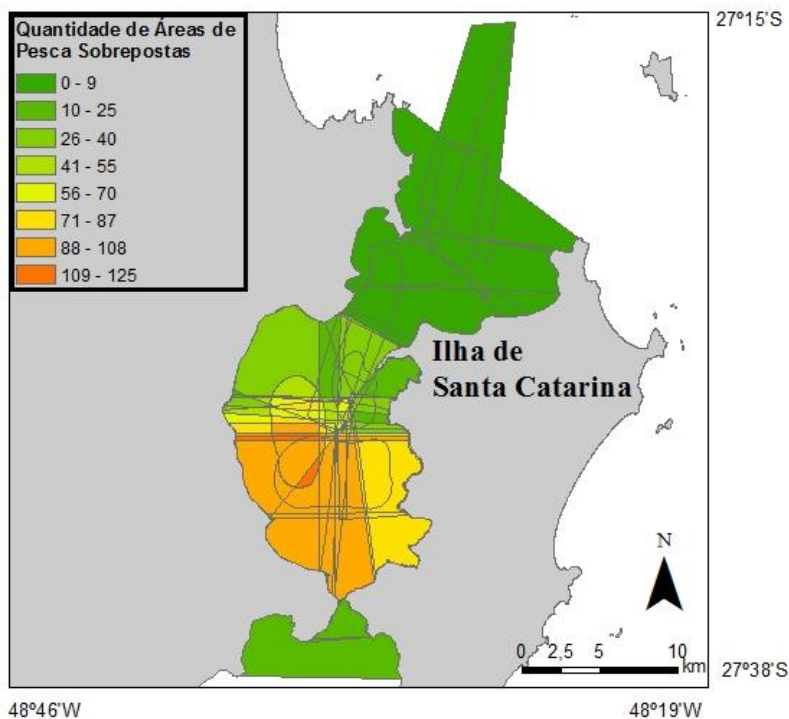 Quantidade de Áreas de
Pesca Sobrepostas
0 - 9
10 - 25
26 - 40
41 - 55
56 - 70
71 - 87
88 - 108
109 - 125
27º15'S
Ilha de
Santa Catarina
N
0 2,5 5 10
km
27º38'S
48º46'W
48º19'W